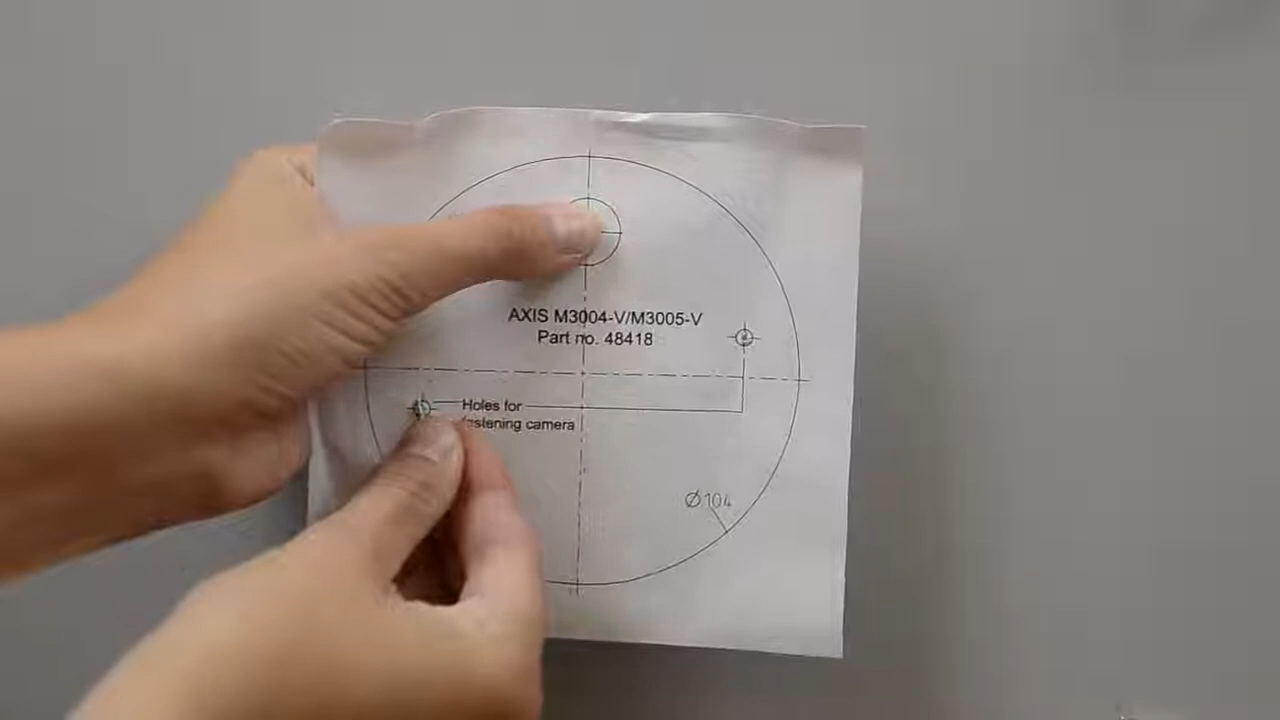 AXIS M3004-V/M3005-V
Part no. 48418
Holes for
fastening camera
Ø104